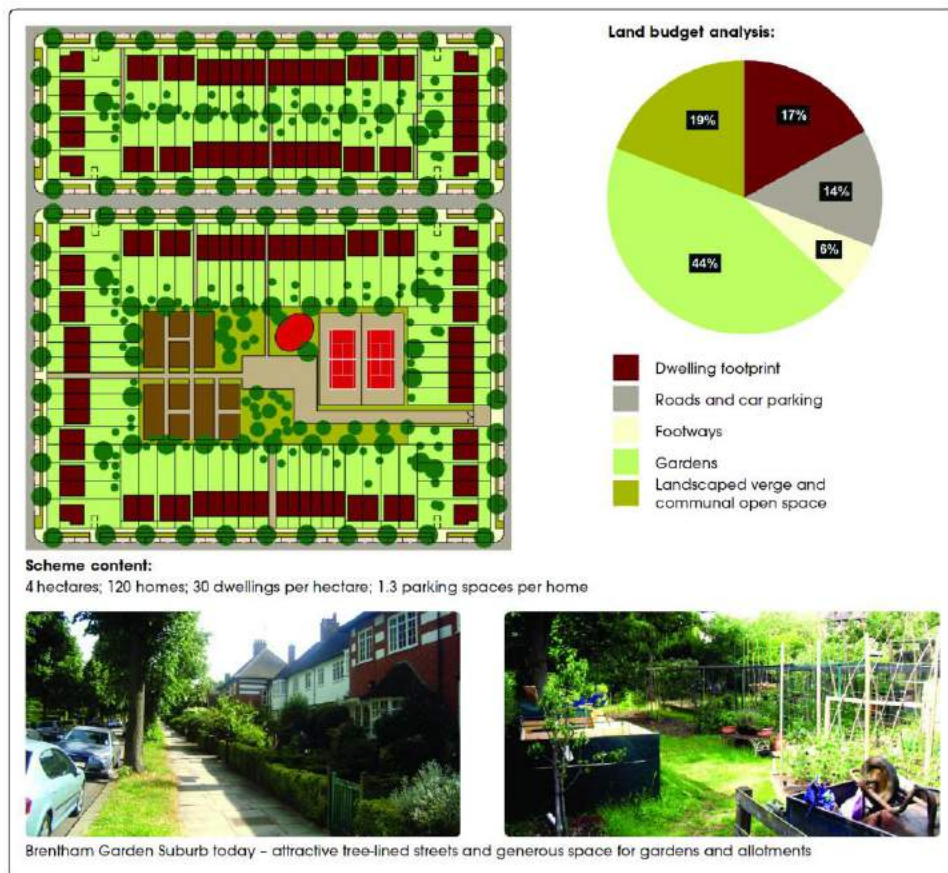 Land budget analysis:
17%
19%
14%
6%
44%
Dwelling footprint
Roads and car parking
Footways
Gardens
Landscaped verge and
communal open space
Scheme content:
4 hectares; 120 homes; 30 dwellings per hectare; 1.3 parking spaces per home
Brentham Garden Suburb today – attractive tree-lined streets and generous space for gardens and allotments